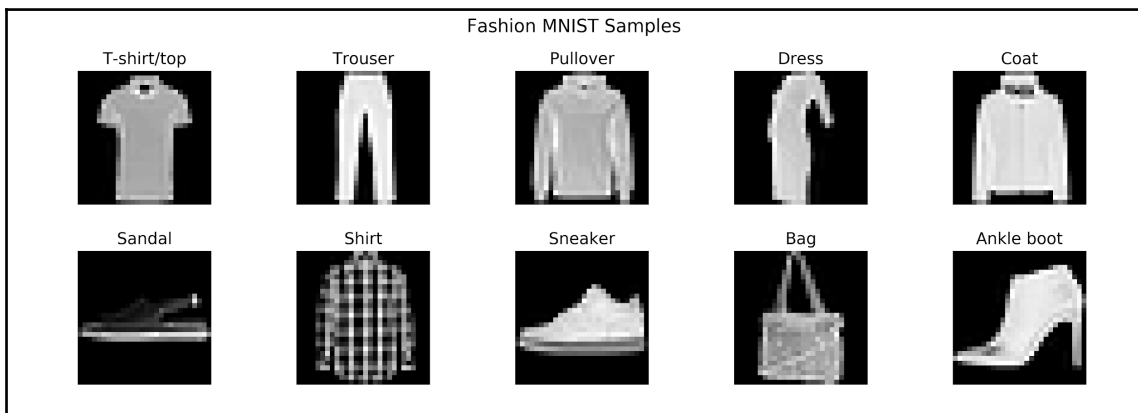 Fashion MNIST Samples
T-shirt/top
Trouser
Pullover
Dress
Coat
Sandal
Shirt
Sneaker
Bag
Ankle boot